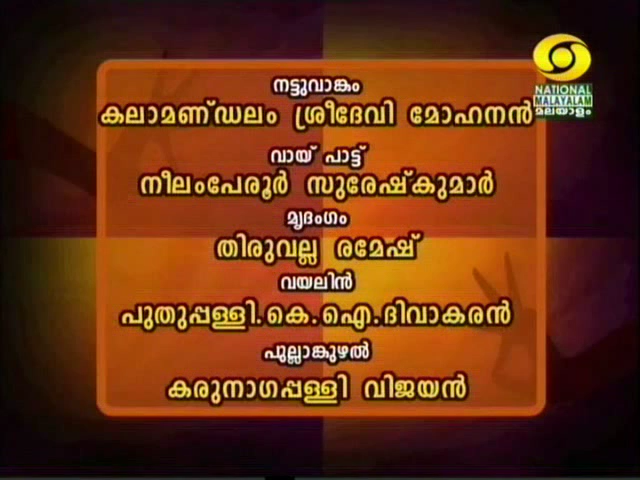 നട്ടുവാങ്കം
കലാമണ്ഡലം ശ്രീദേവി മോഹനൻ
വായ് പാട്ട്
നീലംപേരൂർ സുരേഷ്കുമാർ
മൃദംഗം
തിരുവല്ല രമേഷ്
വയലിൻ
പുതുപ്പള്ളി.കെ.ഐ.ദിവാകരൻ
പുല്ലാങ്കുഴൽ
കരുനാഗപ്പള്ളി വിജയൻ
NATIONAL
MALAYALAM
മലയാളം